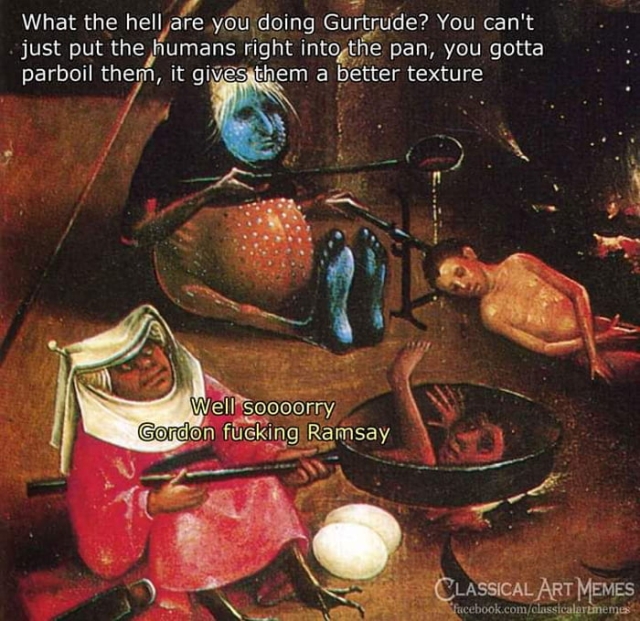 What the hell are you doing Gurtrude? You can't
just put the humans right into the pan, you gotta
parboil them, it gives them a better texture
Well soooorry
Gordon fucking Ramsay
CLASSICAL ART MEMES
facebook.com/classicalartmemes